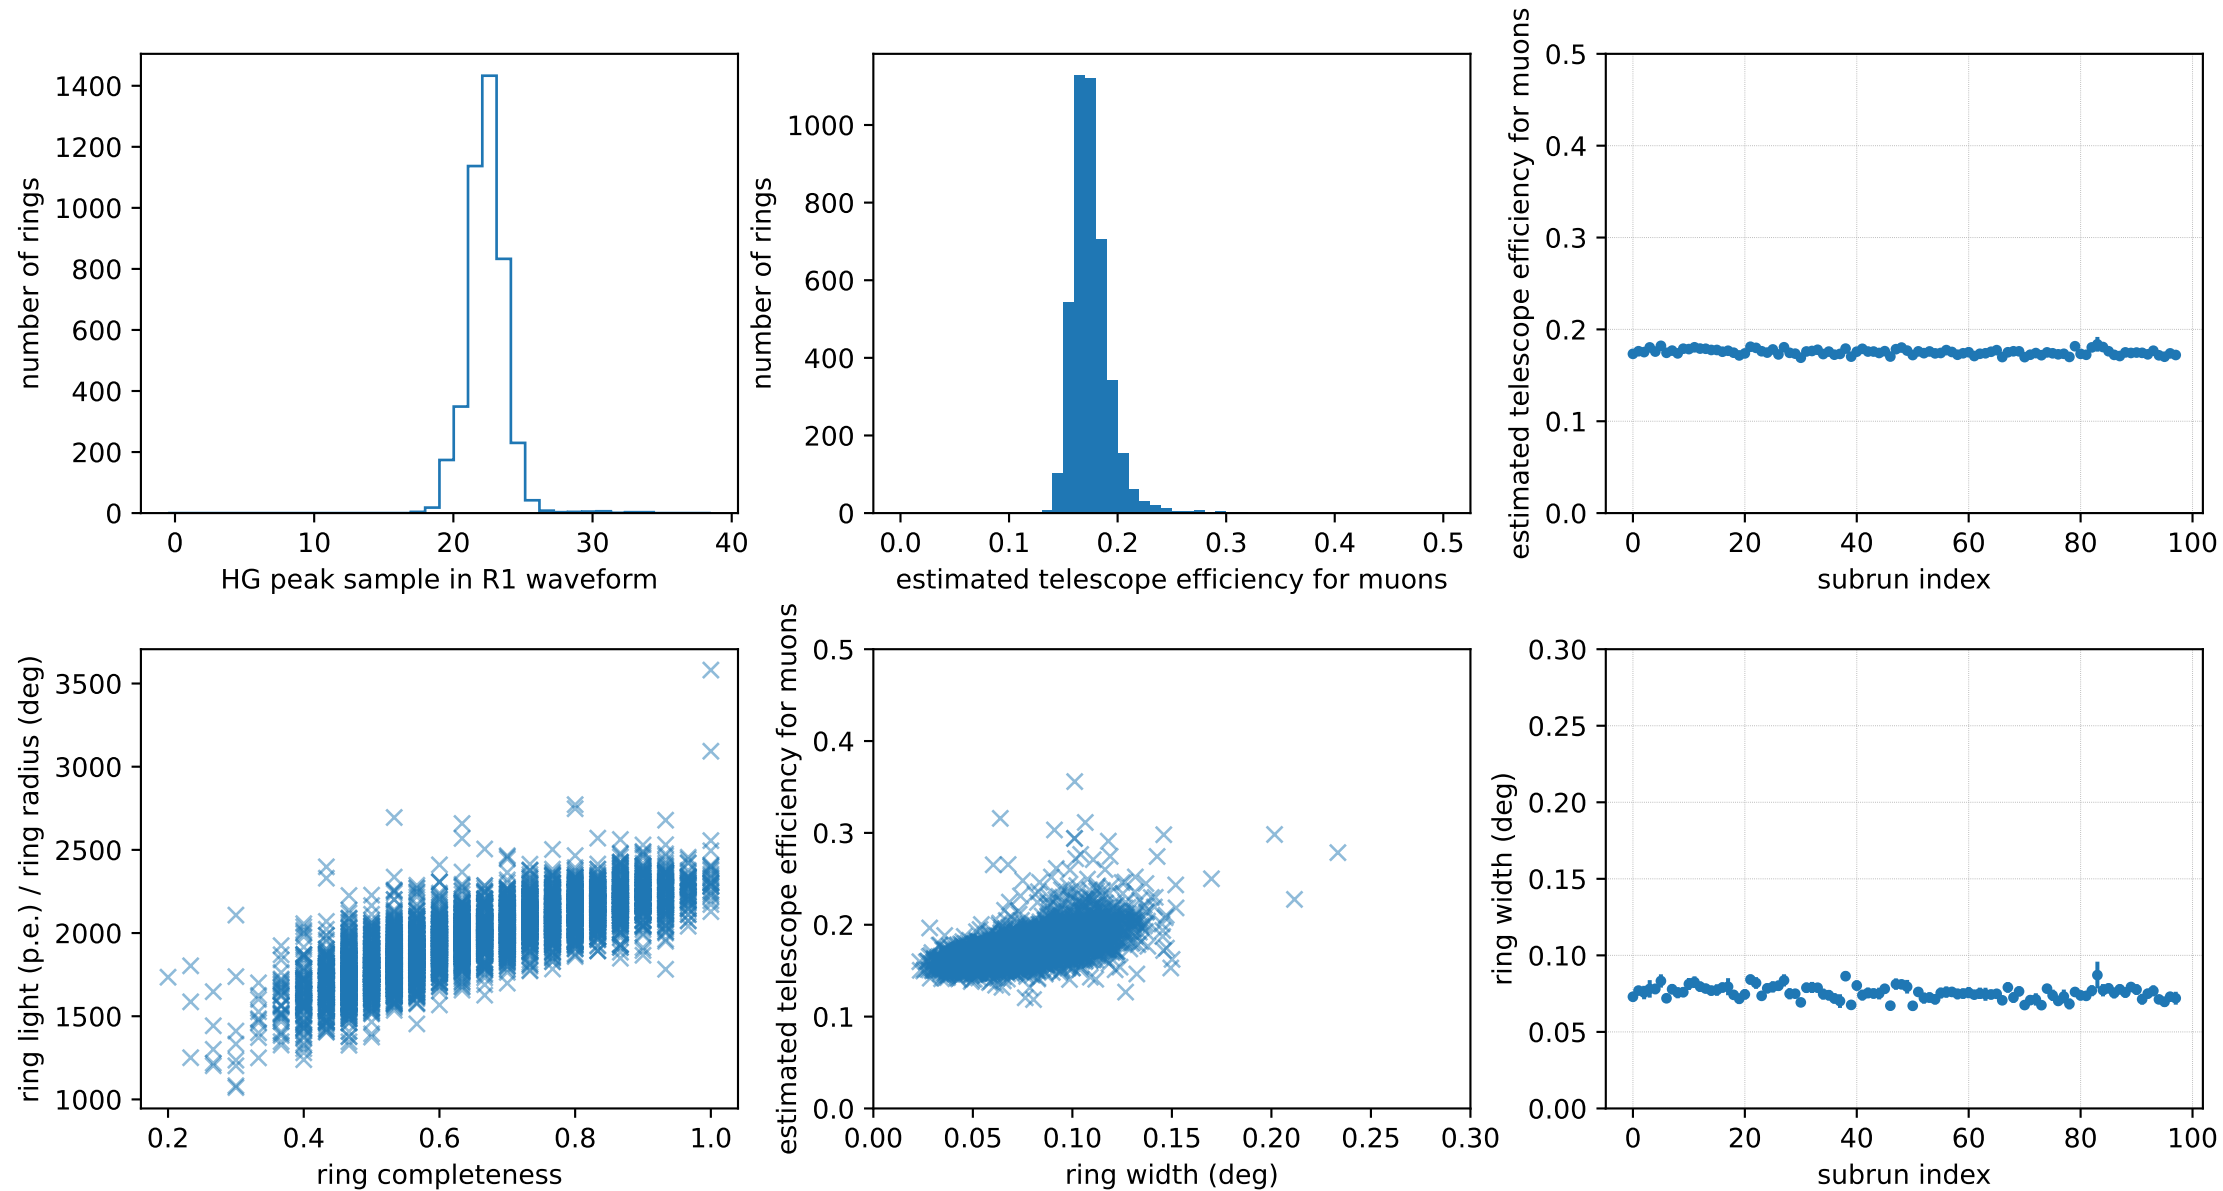 number of rings
1400
1200
1000
800
600
400
200
0
0 10 20 30 40
HG peak sample in R1 waveform
number of rings
1000
800
600
400
200
0
0.0 0.1 0.2 0.3 0.4 0.5
estimated telescope efficiency for muons
estimated telescope efficiency for muons
0.5
0.4
0.3
0.2
0.1
0.0
0 20 40 60 80 100
subrun index
ring light (p.e.) / ring radius (deg)
3500
3000
2500
2000
1500
1000
0.2 0.4 0.6 0.8 1.0
ring completeness
estimated telescope efficiency for muons
0.5
0.4
0.3
0.2
0.1
0.0
0.00 0.05 0.10 0.15 0.20 0.25 0.30
ring width (deg)
ring width (deg)
0.30
0.25
0.20
0.15
0.10
0.05
0.00
0 20 40 60 80 100
subrun index